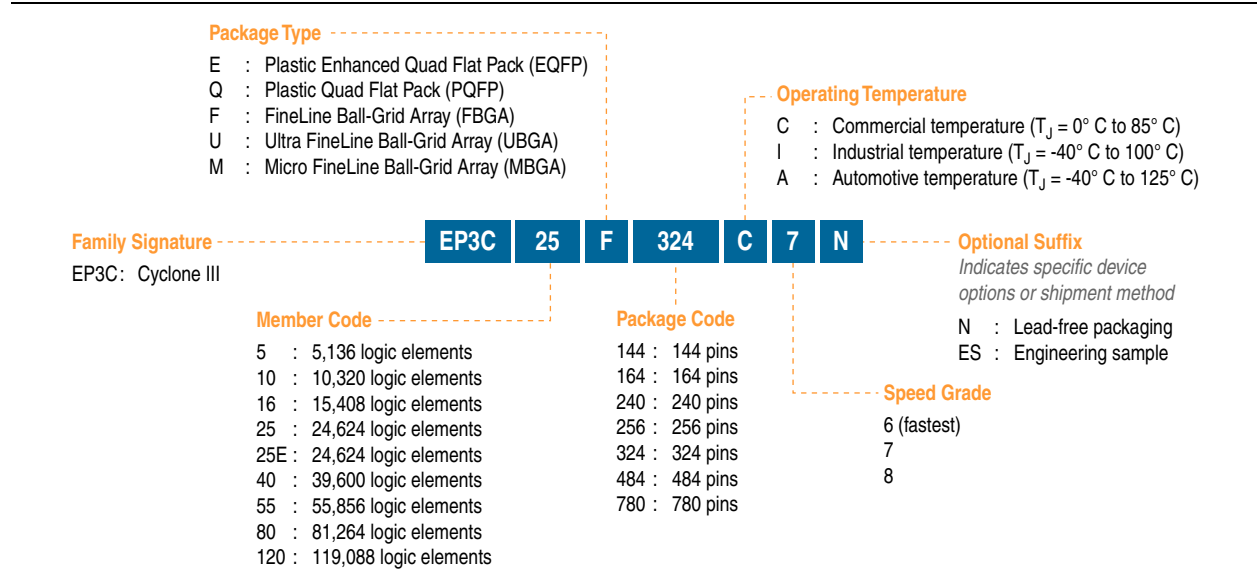 Package Type
E : Plastic Enhanced Quad Flat Pack (EQFP)
Q : Plastic Quad Flat Pack (PQFP)
F : FineLine Ball-Grid Array (FBGA)
U : Ultra FineLine Ball-Grid Array (UBGA)
M : Micro FineLine Ball-Grid Array (MBGA)
Operating Temperature
C : Commercial temperature (TJ = 0° C to 85° C)
I : Industrial temperature (TJ = -40° C to 100° C)
A : Automotive temperature (TJ = -40° C to 125° C)
Family Signature
EP3C : Cyclone III
EP3C 25 F 324 C 7 N
Optional Suffix
Indicates specific device
options or shipment method
N : Lead-free packaging
ES : Engineering sample
Member Code
5 : 5,136 logic elements
10 : 10,320 logic elements
16 : 15,408 logic elements
25 : 24,624 logic elements
25E : 24,624 logic elements
40 : 39,600 logic elements
55 : 55,856 logic elements
80 : 81,264 logic elements
120 : 119,088 logic elements
Package Code
144 : 144 pins
164 : 164 pins
240 : 240 pins
256 : 256 pins
324 : 324 pins
484 : 484 pins
780 : 780 pins
Speed Grade
6 (fastest)
7
8